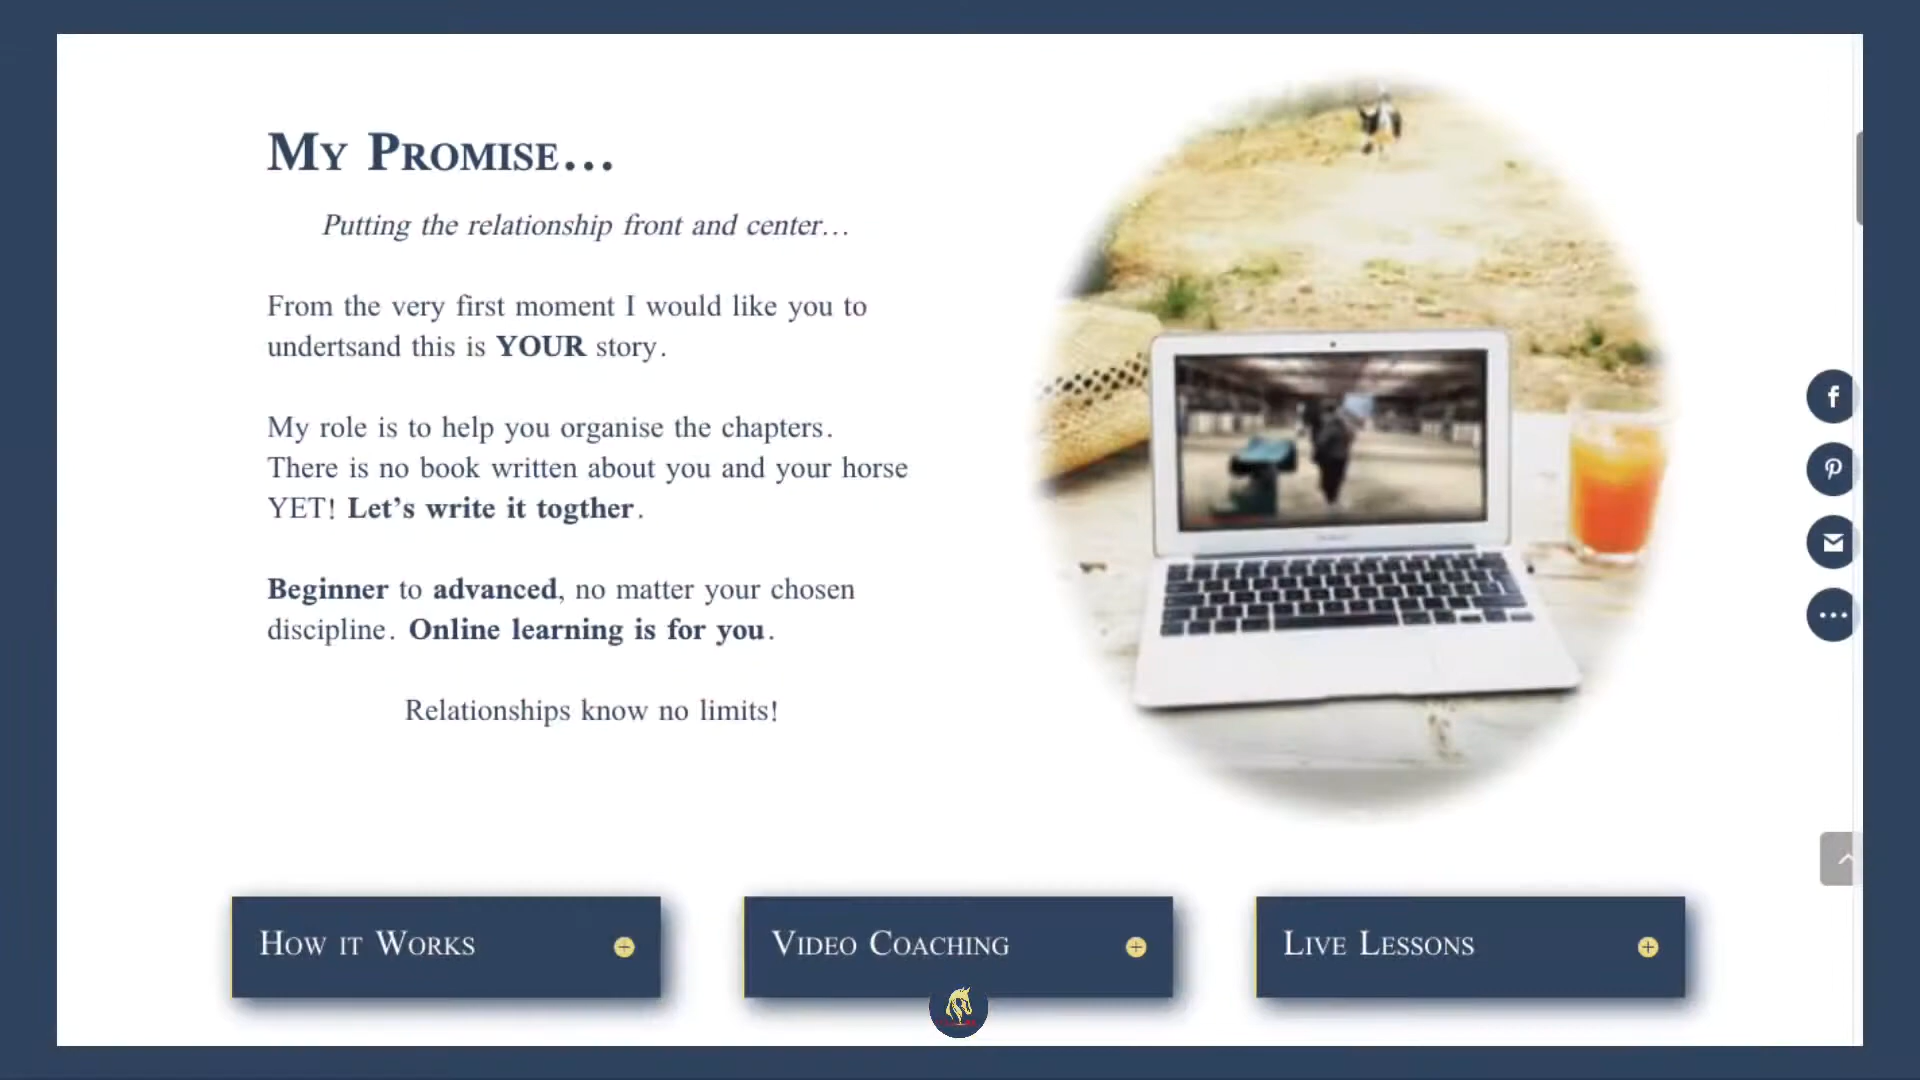 My Promise...
Putting the relationship front and center...
From the very first moment I would like you to
undertsand this is YOUR story.
My role is to help you organise the chapters.
There is no book written about you and your horse
YET! Let's write it togther.
Beginner to advanced, no matter your chosen
discipline. Online learning is for you.
Relationships know no limits!
How it Works
Video Coaching
Live Lessons